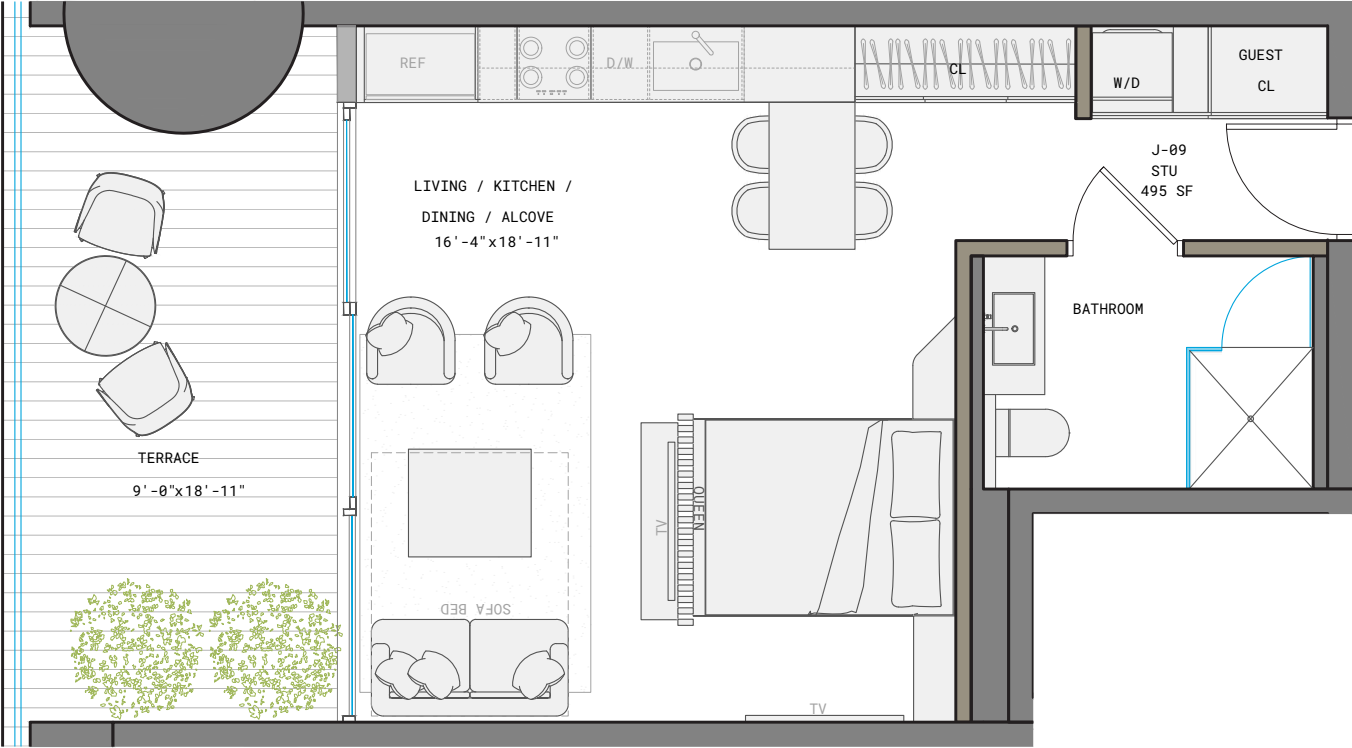 REF
D/W
CL
W/D
GUEST
CL
J-09
STU
495 SF
LIVING / KITCHEN /
DINING / ALCOVE
16'-4"x18'-11"
BATHROOM
TERRACE
9'-0"x18'-11"
QUEEN
TV
SOFA BED
TV